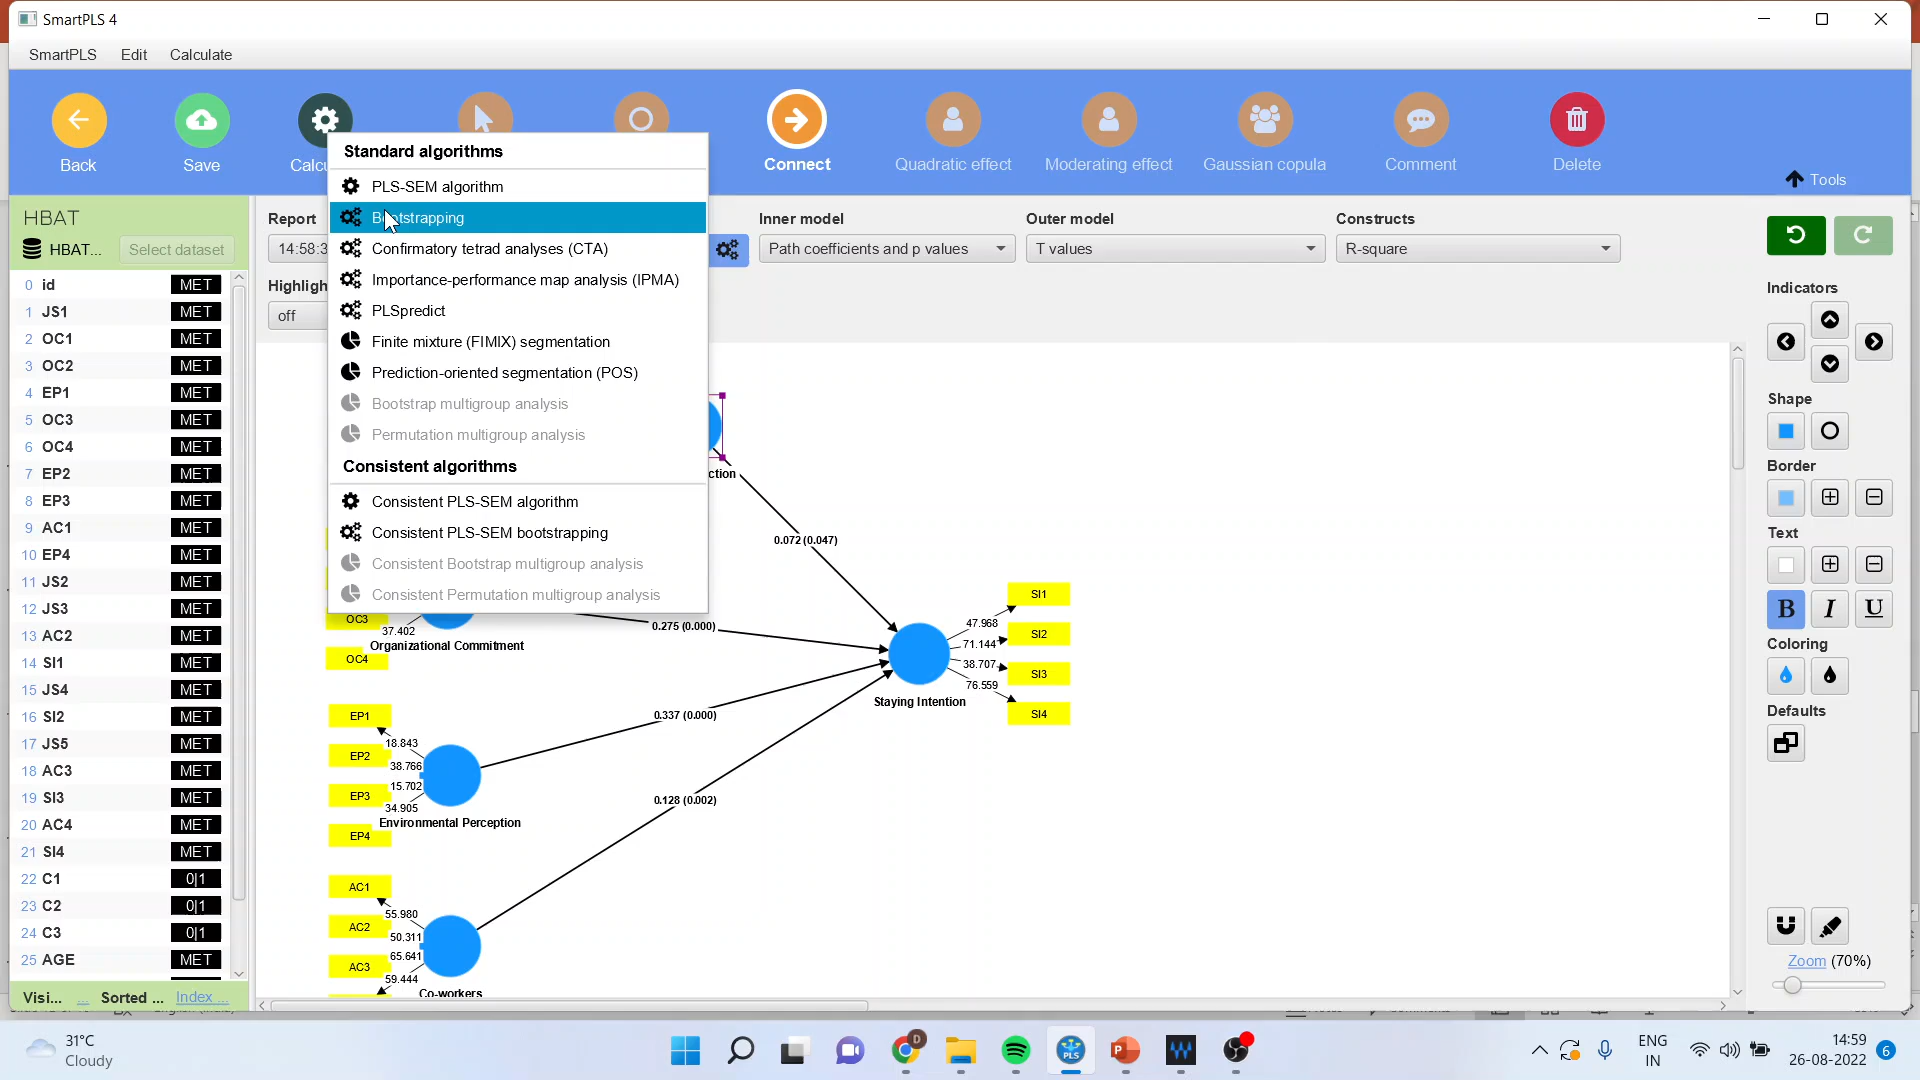 SmartPLS 4
SmartPLS Edit Calculate
Back
Save
Calcu
Connect
Quadratic effect
Moderating effect
Gaussian copula
Comment
Delete
Tools
Standard algorithms
PLS-SEM algorithm
Bootstrapping
Confirmatory tetrad analyses (CTA)
Importance-performance map analysis (IPMA)
PLSpredict
Finite mixture (FIMIX) segmentation
Prediction-oriented segmentation (POS)
Bootstrap multigroup analysis
Permutation multigroup analysis
Consistent algorithms
Consistent PLS-SEM algorithm
Consistent PLS-SEM bootstrapping
Consistent Bootstrap multigroup analysis
Consistent Permutation multigroup analysis
HBAT
HBAT... Select dataset
0 id MET
1 JS1 MET
2 OC1 MET
3 OC2 MET
4 EP1 MET
5 OC3 MET
6 OC4 MET
7 EP2 MET
8 EP3 MET
9 AC1 MET
10 EP4 MET
11 JS2 MET
12 JS3 MET
13 AC2 MET
14 SI1 MET
15 JS4 MET
16 SI2 MET
17 JS5 MET
18 AC3 MET
19 SI3 MET
20 AC4 MET
21 SI4 MET
22 C1 0|1
23 C2 0|1
24 C3 0|1
25 AGE MET
Visi... ... Sorted ... Index ...
Report
14:58:3
Highligh
off
Inner model
Path coefficients and p values
Outer model
T values
Constructs
R-square
ction
0.072 (0.047)
OC3
37.402
Organizational Commitment
OC4
0.275 (0.000)
SI1
47.968
SI2
71.144
38.707
SI3
76.559
Staying Intention
SI4
EP1
18.843
EP2
38.766
15.702
EP3
34.905
Environmental Perception
EP4
0.337 (0.000)
0.128 (0.002)
AC1
55.980
AC2
50.311
65.641
AC3
59.444
Co-workers
Indicators
Shape
Border
Text
B I U
Coloring
Defaults
Zoom (70%)
31°C
Cloudy
D
PLS
ENG
IN
14:59
26-08-2022
6